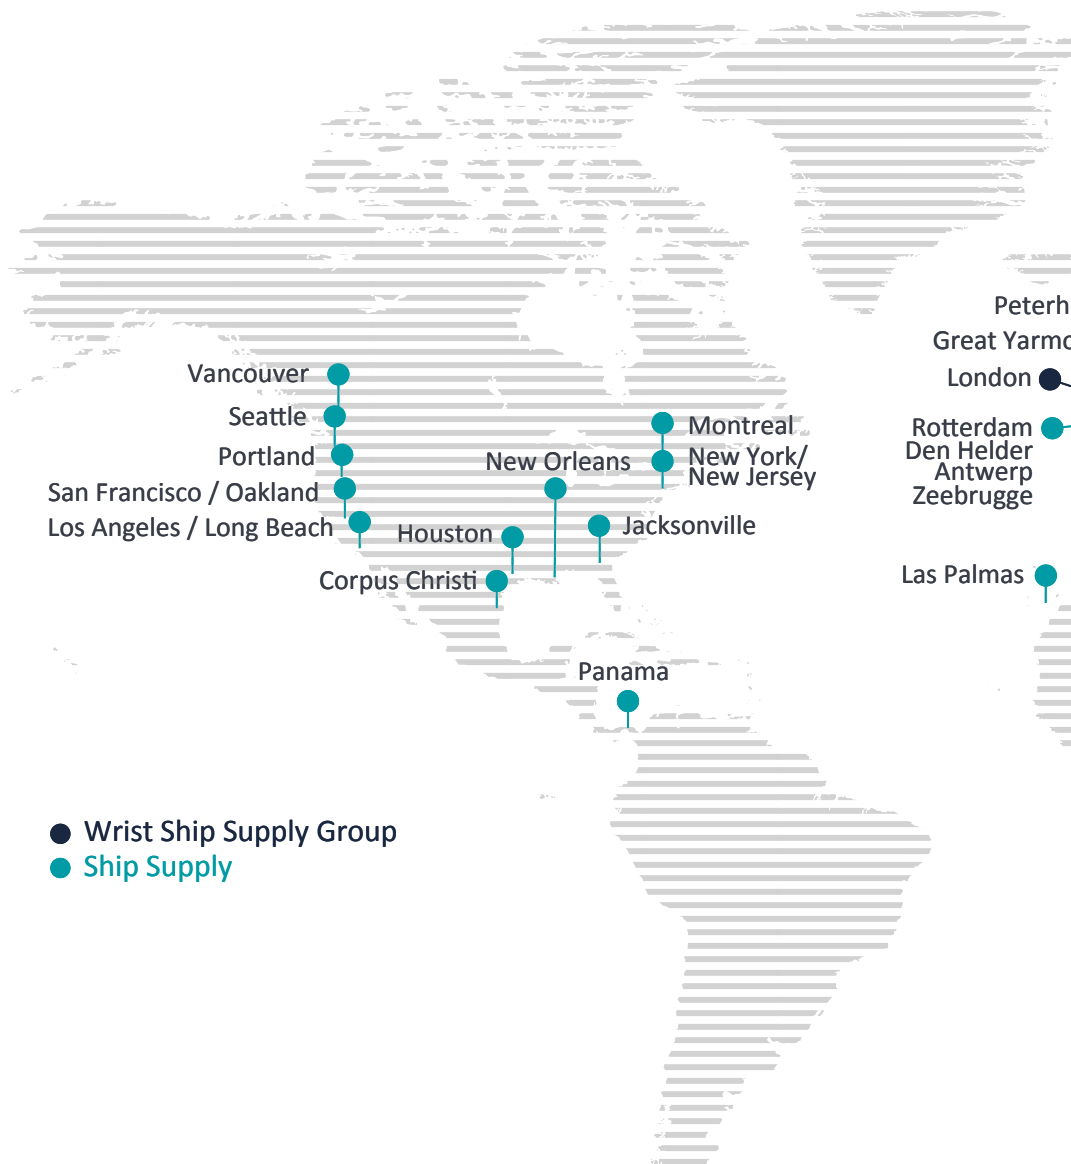 Peterh
Great Yarmo
London
Vancouver
Seattle
Portland
San Francisco / Oakland
Los Angeles / Long Beach
New Orleans
Houston
Corpus Christi
Montreal
New York/
New Jersey
Jacksonville
Rotterdam
Den Helder
Antwerp
Zeebrugge
Las Palmas
Panama
Wrist Ship Supply Group
Ship Supply